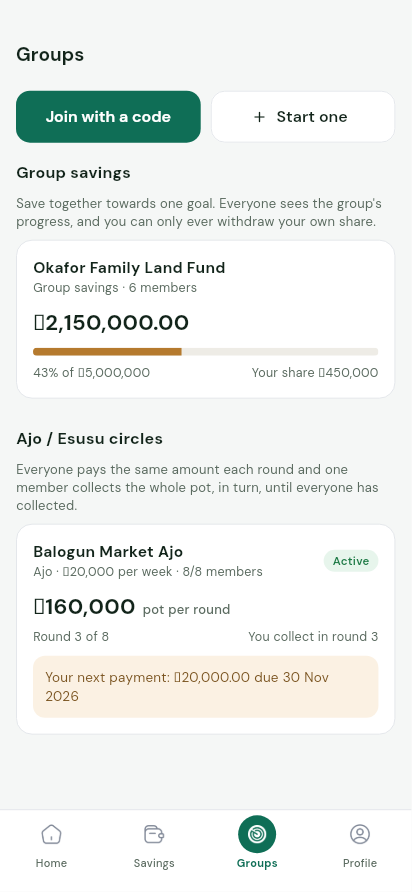 Groups
Join with a code
+ Start one
Group savings
Save together towards one goal. Everyone sees the group's
progress, and you can only ever withdraw your own share.
Okafor Family Land Fund
Group savings · 6 members
▯2,150,000.00
43% of ▯5,000,000 Your share ▯450,000
Ajo / Esusu circles
Everyone pays the same amount each round and one
member collects the whole pot, in turn, until everyone has
collected.
Balogun Market Ajo
Active
Ajo · ▯20,000 per week · 8/8 members
▯160,000 pot per round
Round 3 of 8 You collect in round 3
Your next payment: ▯20,000.00 due 30 Nov
2026
Home Savings Groups Profile